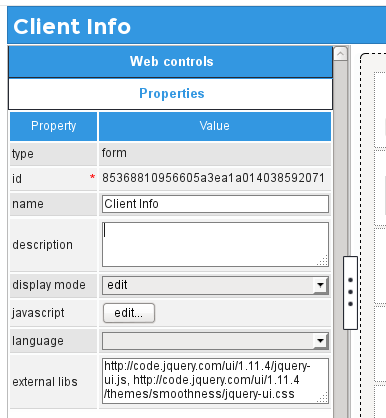 Client Info
Web controls
Properties
Property Value
type form
id * 85368810956605a3ea1a014038592071
name Client Info
description
display mode edit
javascript edit...
language
external libs http://code.jquery.com/ui/1.11.4/jquery-
ui.js, http://code.jquery.com/ui/1.11.4
/themes/smoothness/jquery-ui.css